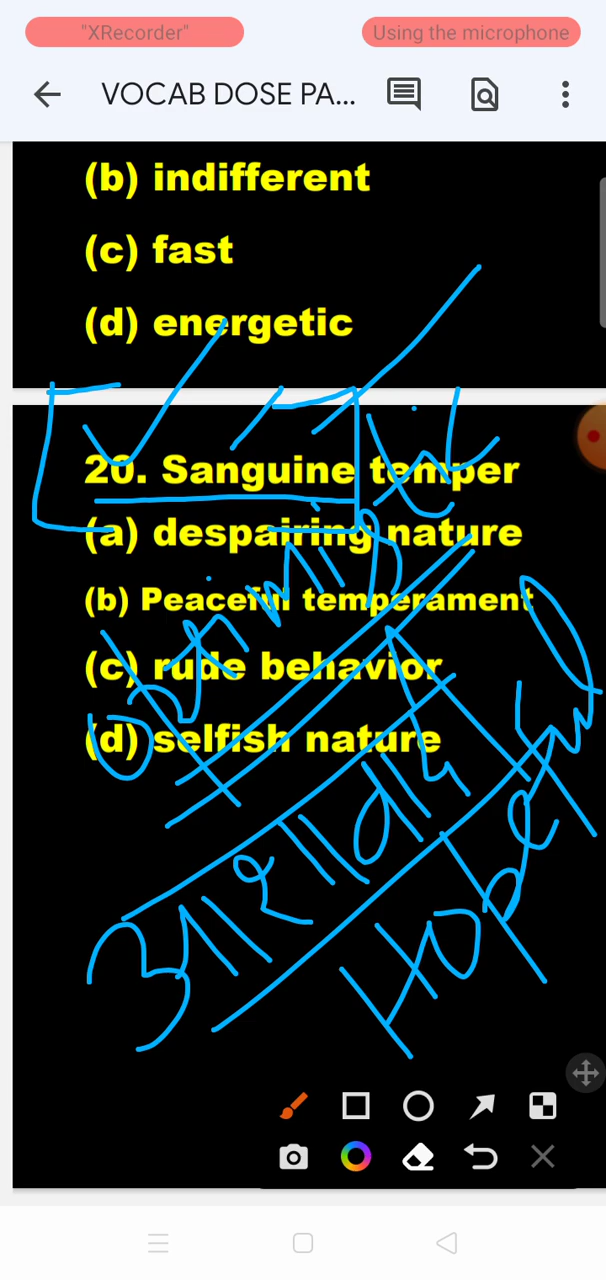 "XRecorder"
Using the microphone
VOCAB DOSE PA...
(b) indifferent
(c) fast
(d) energetic
20. Sanguine temper
(a) despairing nature
(b) Peaceful temperament
(c) rude behavior
(d) selfish nature
Optimistic
आशावादी
Hopeful